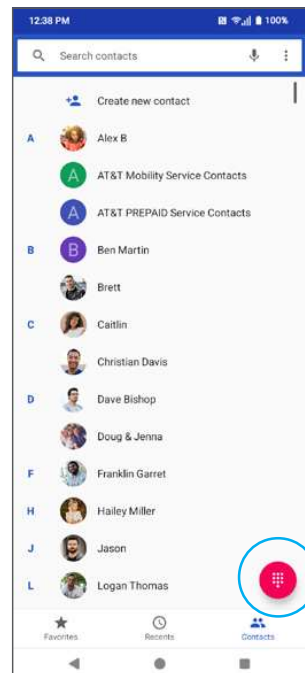 12:38 PM 100%
Search contacts
Create new contact
A Alex B
A AT&T Mobility Service Contacts
A AT&T PREPAID Service Contacts
B B Ben Martin
Brett
C Caitlin
Christian Davis
D Dave Bishop
Doug & Jenna
F Franklin Garret
H Hailey Miller
J Jason
L Logan Thomas
Favorites Recents Contacts